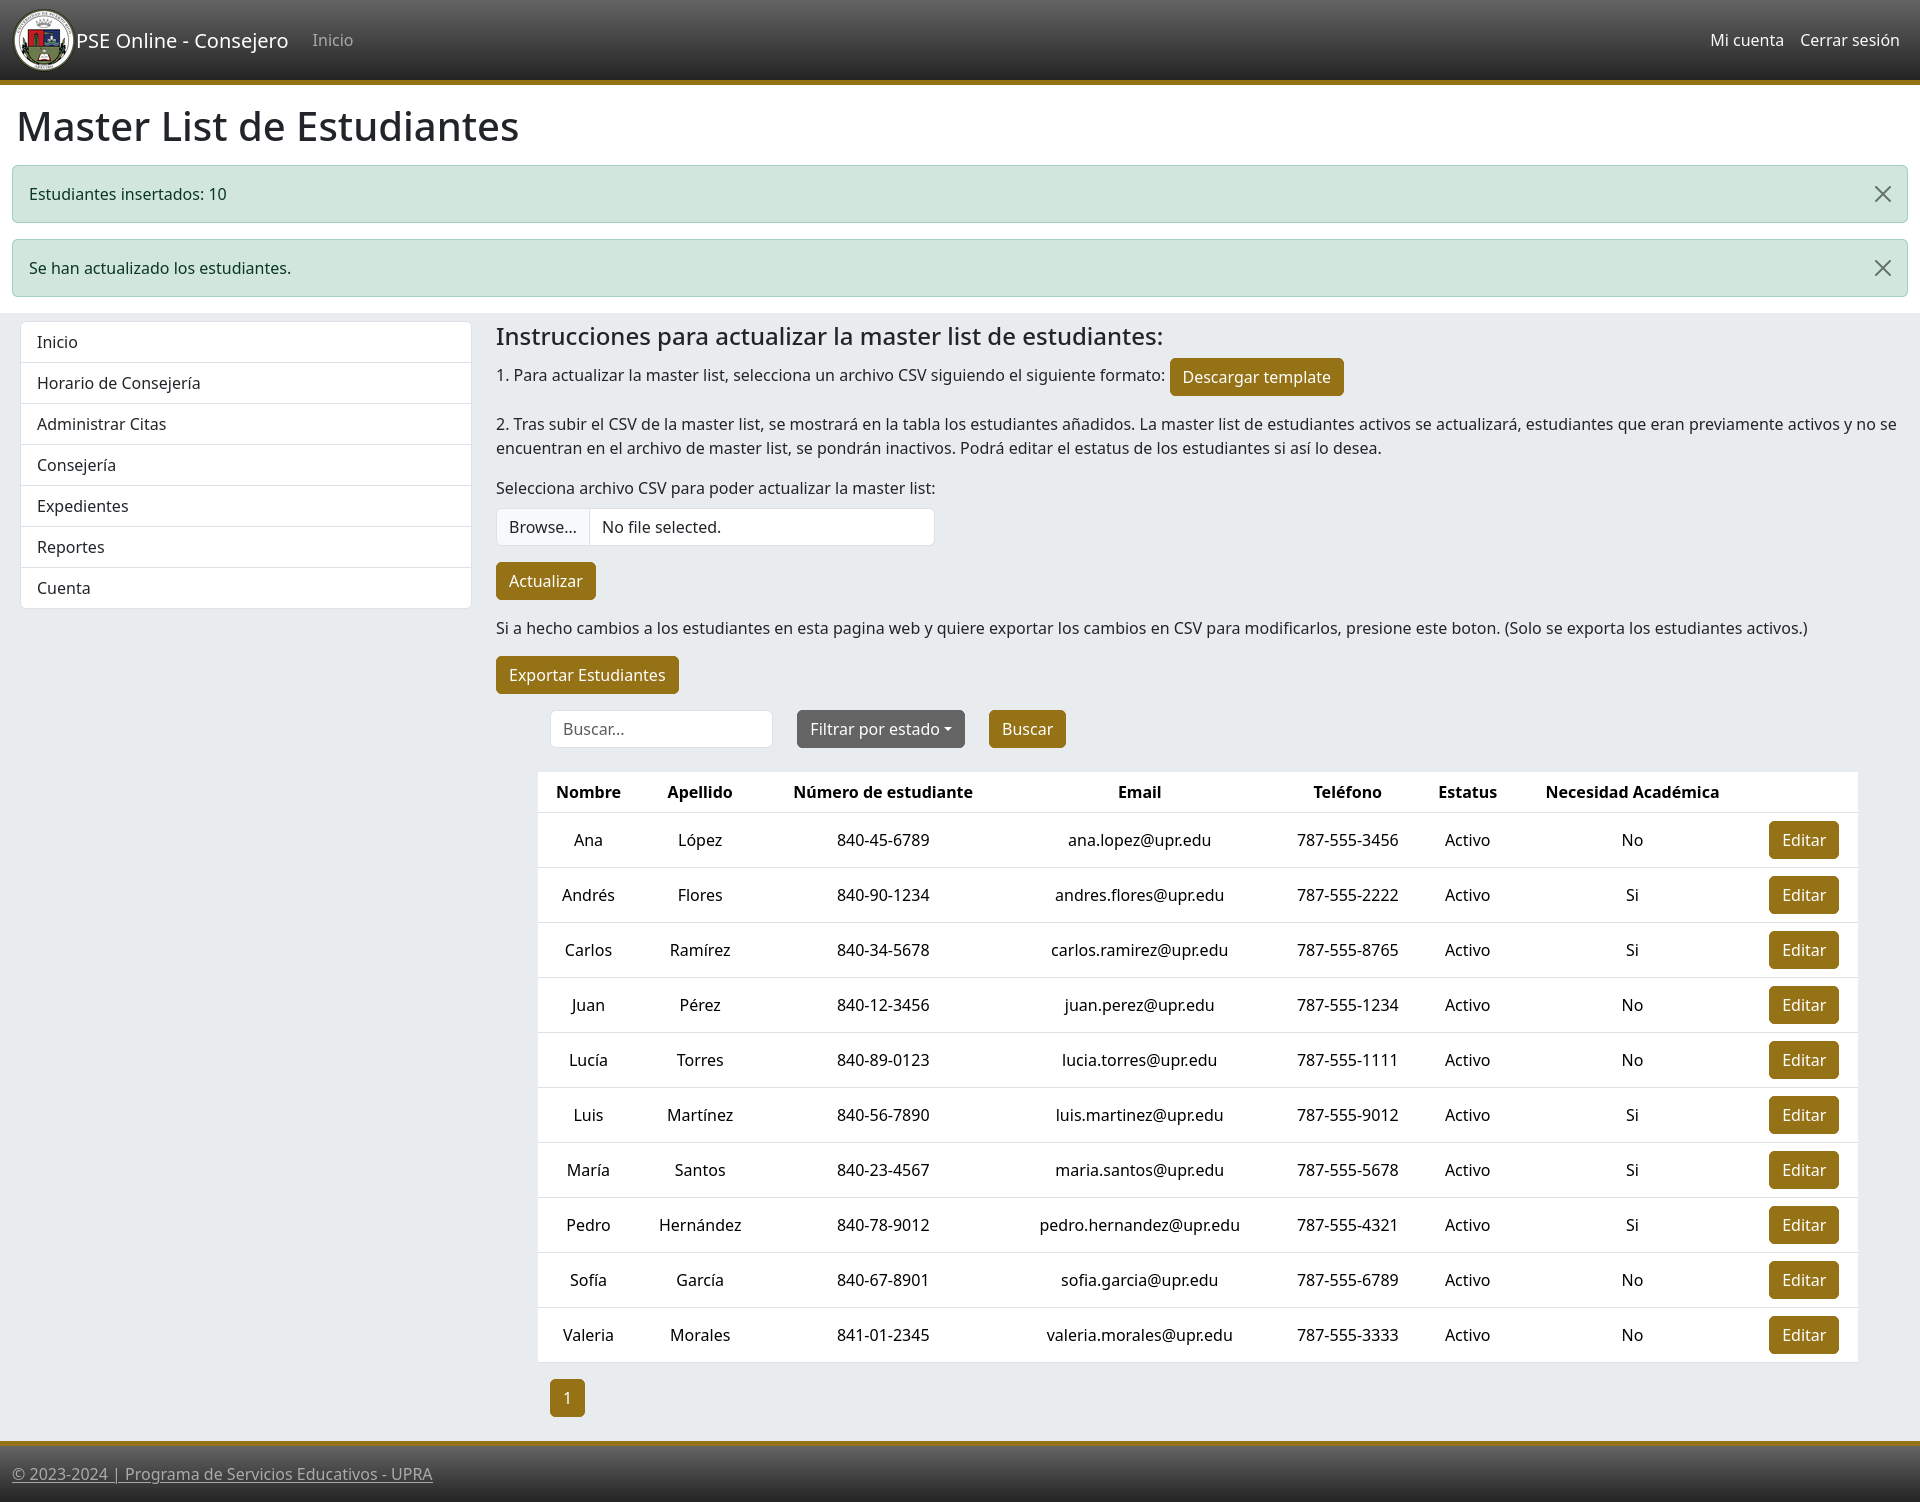 PSE Online - Consejero Inicio Mi cuenta Cerrar sesión
Master List de Estudiantes
Estudiantes insertados: 10
Se han actualizado los estudiantes.
Inicio
Horario de Consejería
Administrar Citas
Consejería
Expedientes
Reportes
Cuenta
Instrucciones para actualizar la master list de estudiantes:
1. Para actualizar la master list, selecciona un archivo CSV siguiendo el siguiente formato: Descargar template
2. Tras subir el CSV de la master list, se mostrará en la tabla los estudiantes añadidos. La master list de estudiantes activos se actualizará, estudiantes que eran previamente activos y no se
encuentran en el archivo de master list, se pondrán inactivos. Podrá editar el estatus de los estudiantes si así lo desea.
Selecciona archivo CSV para poder actualizar la master list:
Browse... No file selected.
Actualizar
Si a hecho cambios a los estudiantes en esta pagina web y quiere exportar los cambios en CSV para modificarlos, presione este boton. (Solo se exporta los estudiantes activos.)
Exportar Estudiantes
Buscar... Filtrar por estado Buscar
Nombre Apellido Número de estudiante Email Teléfono Estatus Necesidad Académica
Ana López 840-45-6789 ana.lopez@upr.edu 787-555-3456 Activo No Editar
Andrés Flores 840-90-1234 andres.flores@upr.edu 787-555-2222 Activo Si Editar
Carlos Ramírez 840-34-5678 carlos.ramirez@upr.edu 787-555-8765 Activo Si Editar
Juan Pérez 840-12-3456 juan.perez@upr.edu 787-555-1234 Activo No Editar
Lucía Torres 840-89-0123 lucia.torres@upr.edu 787-555-1111 Activo No Editar
Luis Martínez 840-56-7890 luis.martinez@upr.edu 787-555-9012 Activo Si Editar
María Santos 840-23-4567 maria.santos@upr.edu 787-555-5678 Activo Si Editar
Pedro Hernández 840-78-9012 pedro.hernandez@upr.edu 787-555-4321 Activo Si Editar
Sofía García 840-67-8901 sofia.garcia@upr.edu 787-555-6789 Activo No Editar
Valeria Morales 841-01-2345 valeria.morales@upr.edu 787-555-3333 Activo No Editar
1
© 2023-2024 | Programa de Servicios Educativos - UPRA